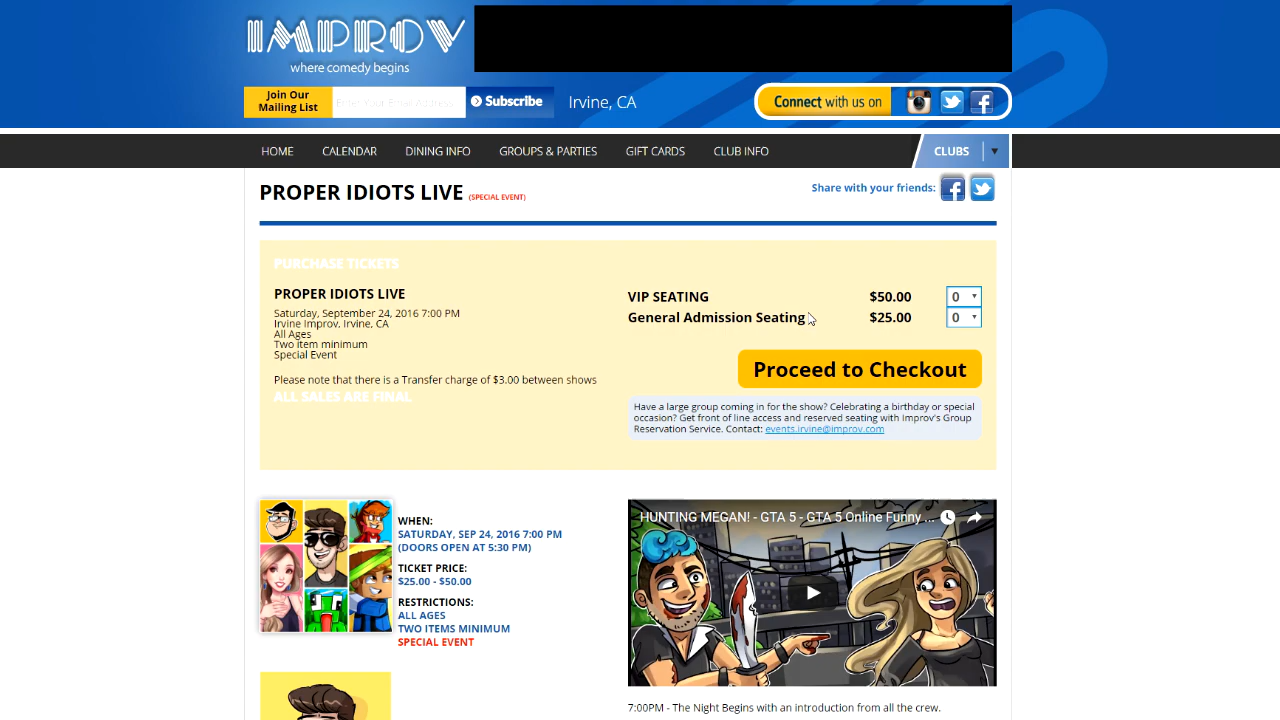 IMPROV
where comedy begins
Join Our
Mailing List
Enter Your Email Address
Subscribe
Irvine, CA
Connect with us on
HOME
CALENDAR
DINING INFO
GROUPS & PARTIES
GIFT CARDS
CLUB INFO
CLUBS
PROPER IDIOTS LIVE (SPECIAL EVENT)
Share with your friends:
PURCHASE TICKETS
PROPER IDIOTS LIVE
Saturday, September 24, 2016 7:00 PM
Irvine Improv, Irvine, CA
All Ages
Two item minimum
Special Event
Please note that there is a Transfer charge of $3.00 between shows
ALL SALES ARE FINAL
VIP SEATING $50.00 0
General Admission Seating $25.00 0
Proceed to Checkout
Have a large group coming in for the show? Celebrating a birthday or special
occasion? Get front of line access and reserved seating with Improv's Group
Reservation Service. Contact: events.irvine@improv.com
WHEN:
SATURDAY, SEP 24, 2016 7:00 PM
(DOORS OPEN AT 5:30 PM)
TICKET PRICE:
$25.00 - $50.00
RESTRICTIONS:
ALL AGES
TWO ITEMS MINIMUM
SPECIAL EVENT
HUNTING MEGAN! - GTA 5 - GTA 5 Online Funny ...
7:00PM - The Night Begins with an introduction from all the crew.